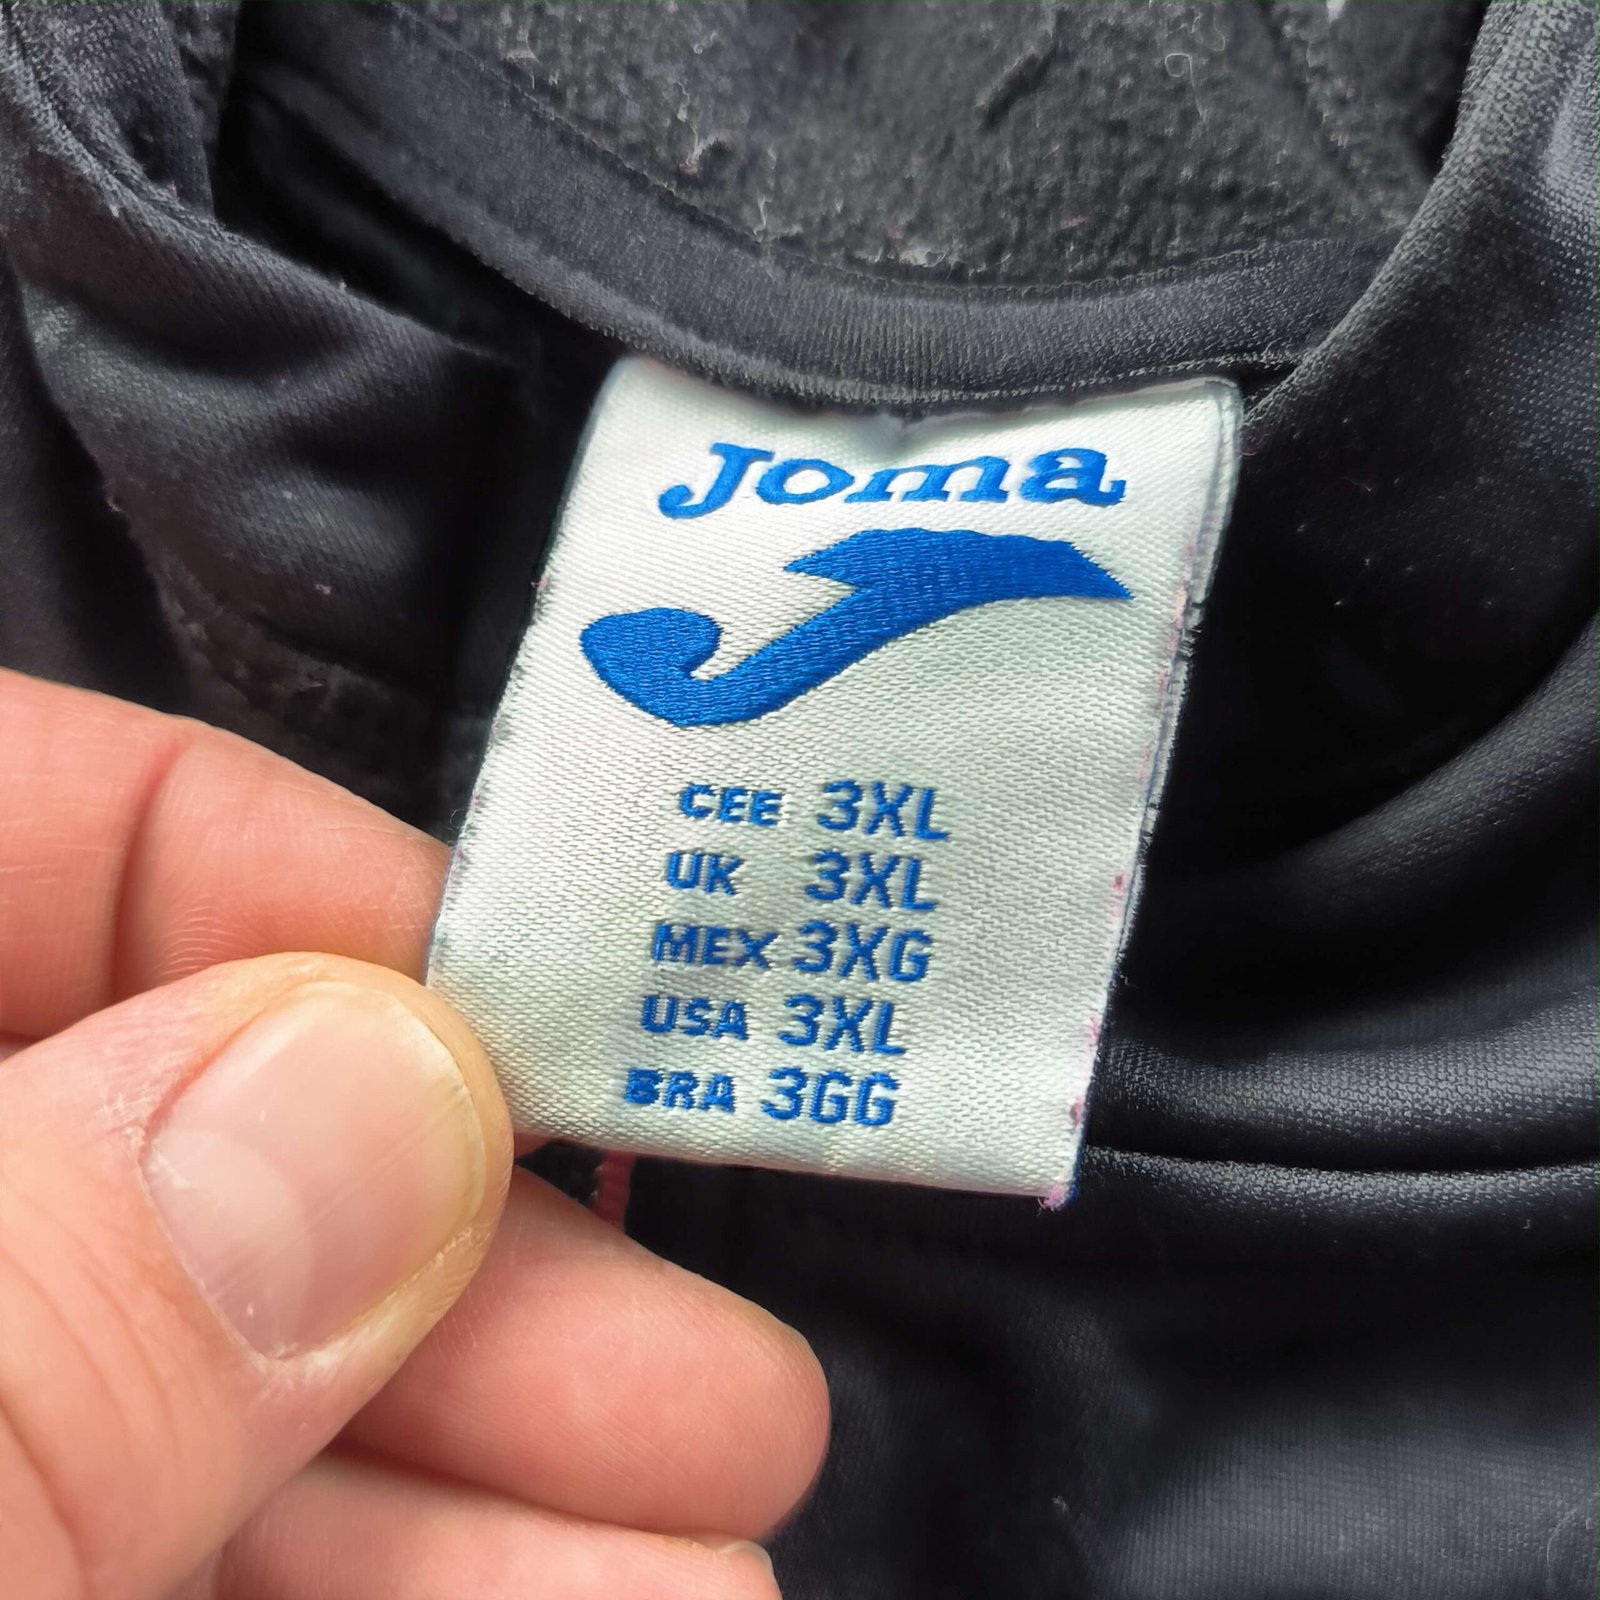 Joma
CEE 3XL
UK 3XL
MEX 3XG
USA 3XL
BRA 3GG